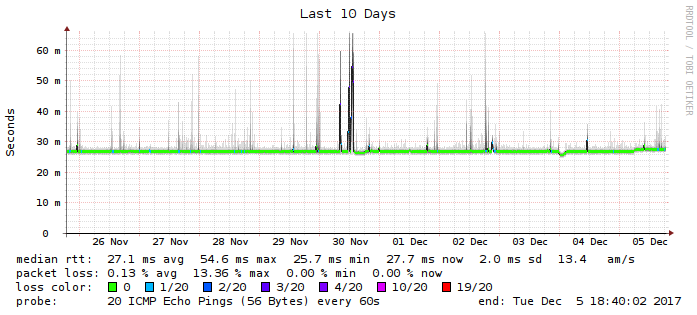 Last 10 Days
RRDTOOL / TOBI OETIKER
Seconds
60 m
50 m
40 m
30 m
20 m
10 m
0
26 Nov 27 Nov 28 Nov 29 Nov 30 Nov 01 Dec 02 Dec 03 Dec 04 Dec 05 Dec
median rtt: 27.1 ms avg 54.6 ms max 25.7 ms min 27.7 ms now 2.0 ms sd 13.4 am/s
packet loss: 0.13 % avg 13.36 % max 0.00 % min 0.00 % now
loss color: 0 1/20 2/20 3/20 4/20 10/20 19/20
probe: 20 ICMP Echo Pings (56 Bytes) every 60s end: Tue Dec 5 18:40:02 2017